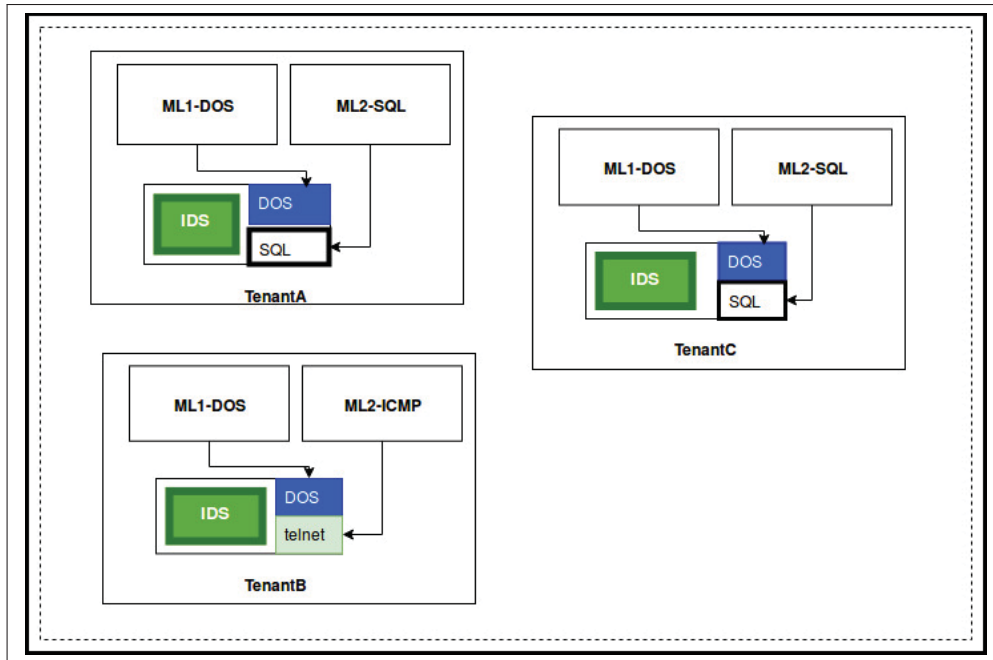 ML1-DOS
ML2-SQL
IDS
DOS
SQL
TenantA
ML1-DOS
ML2-SQL
IDS
DOS
SQL
TenantC
ML1-DOS
ML2-ICMP
IDS
DOS
telnet
TenantB